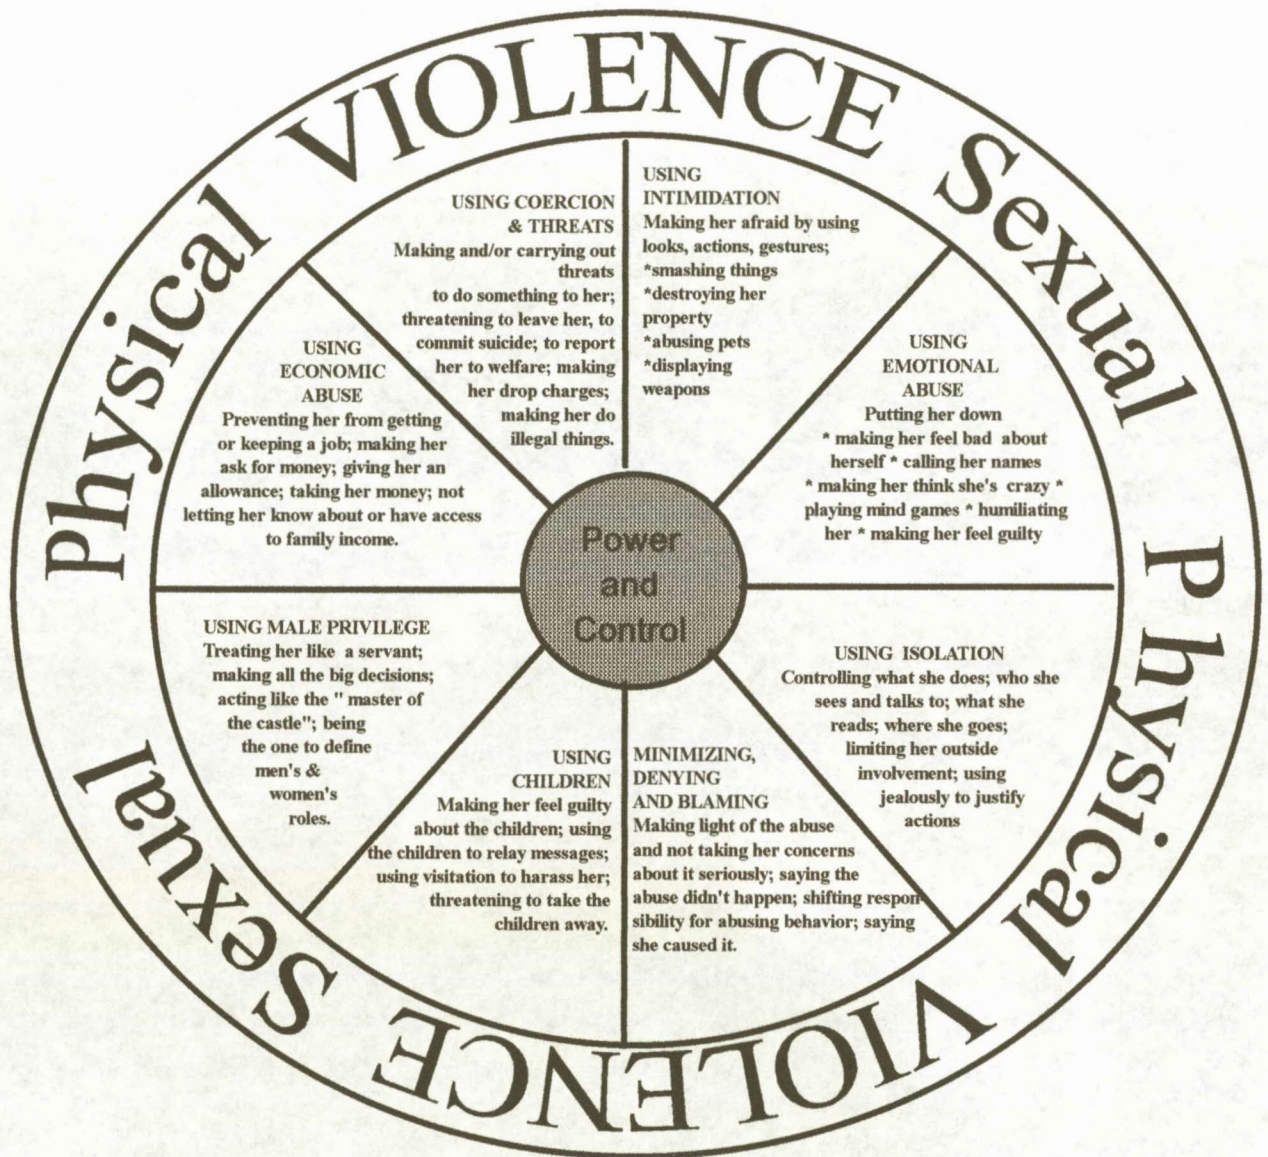 Physical VIOLENCE Sexual
Physical VIOLENCE Sexual
USING COERCION
& THREATS
Making and/or carrying out
threats
to do something to her;
threatening to leave her, to
commit suicide; to report
her to welfare; making
her drop charges;
making her do
illegal things.
USING
INTIMIDATION
Making her afraid by using
looks, actions, gestures;
*smashing things
*destroying her
property
*abusing pets
*displaying
weapons
USING
EMOTIONAL
ABUSE
Putting her down
* making her feel bad about
herself * calling her names
* making her think she's crazy *
playing mind games * humiliating
her * making her feel guilty
USING ISOLATION
Controlling what she does; who she
sees and talks to; what she
reads; where she goes;
limiting her outside
involvement; using
jealously to justify
actions
MINIMIZING,
DENYING
AND BLAMING
Making light of the abuse
and not taking her concerns
about it seriously; saying the
abuse didn't happen; shifting respon
sibility for abusing behavior; saying
she caused it.
USING
CHILDREN
Making her feel guilty
about the children; using
the children to relay messages;
using visitation to harass her;
threatening to take the
children away.
USING MALE PRIVILEGE
Treating her like a servant;
making all the big decisions;
acting like the " master of
the castle"; being
the one to define
men's &
women's
roles.
USING
ECONOMIC
ABUSE
Preventing her from getting
or keeping a job; making her
ask for money; giving her an
allowance; taking her money; not
letting her know about or have access
to family income.
Power
and
Control